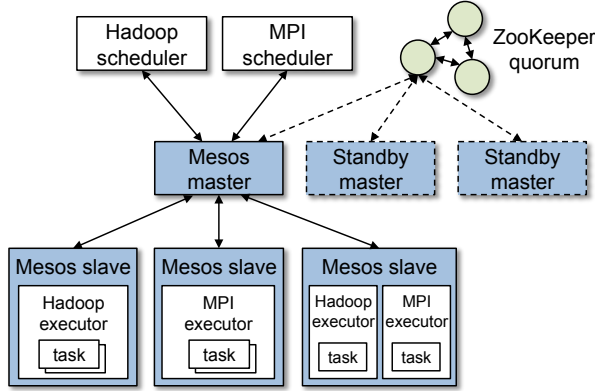 Hadoop
scheduler
MPI
scheduler
ZooKeeper
quorum
Mesos
master
Standby
master
Standby
master
Mesos slave
Hadoop
executor
task
Mesos slave
MPI
executor
task
Mesos slave
Hadoop
executor
task
MPI
executor
task